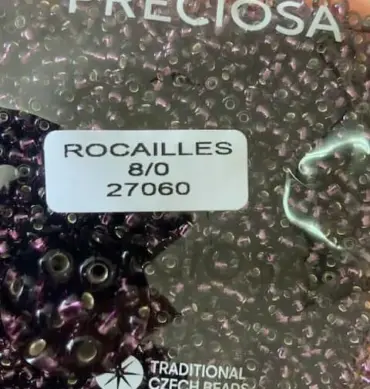 PRECIOSA
ROCAILLES
8/0
27060
TRADITIONAL
CZECH BEADS